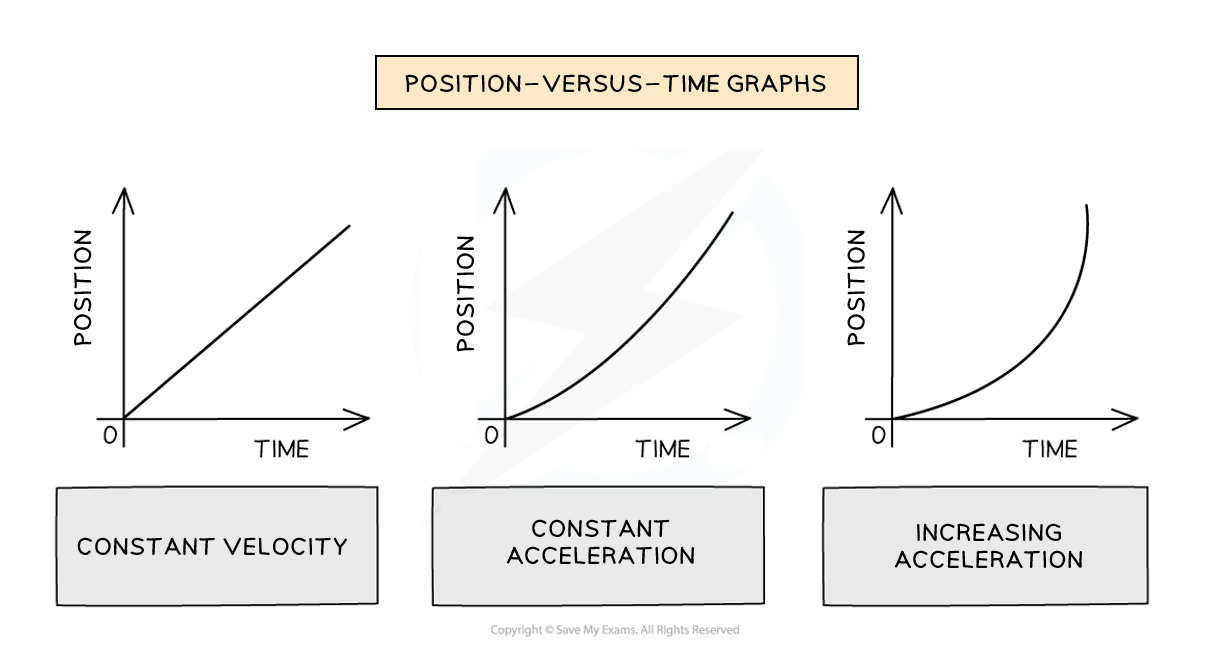 POSITION–VERSUS–TIME GRAPHS
POSITION
0
TIME
CONSTANT VELOCITY
POSITION
0
TIME
CONSTANT
ACCELERATION
POSITION
0
TIME
INCREASING
ACCELERATION
Copyright © Save My Exams. All Rights Reserved